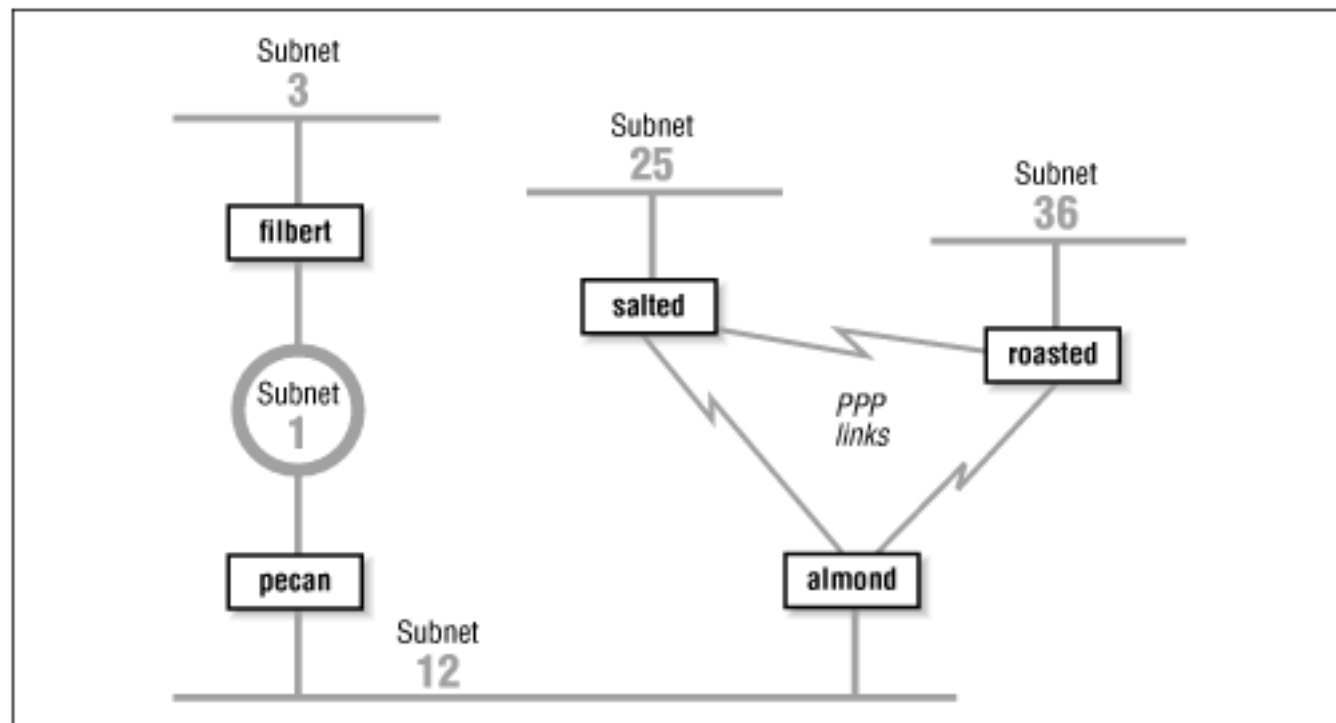 Subnet
3
Subnet
25
Subnet
36
filbert
salted
roasted
Subnet
1
PPP
links
pecan
almond
Subnet
12